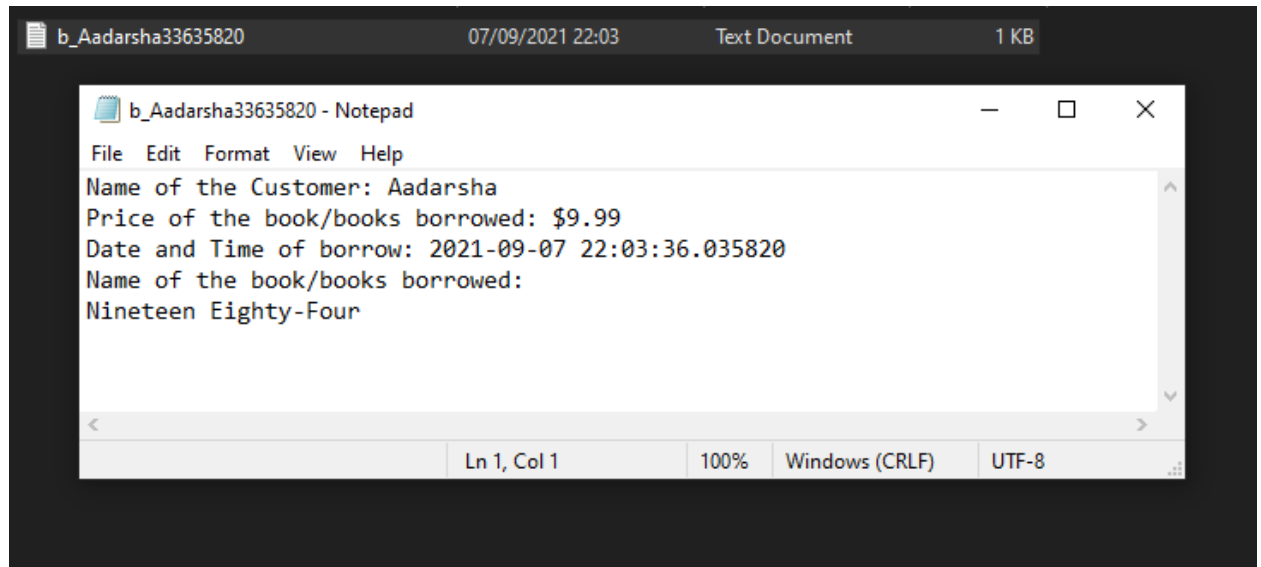 b_Aadarsha33635820 07/09/2021 22:03 Text Document 1 KB
b_Aadarsha33635820 - Notepad
File Edit Format View Help
Name of the Customer: Aadarsha
Price of the book/books borrowed: $9.99
Date and Time of borrow: 2021-09-07 22:03:36.035820
Name of the book/books borrowed:
Nineteen Eighty-Four
Ln 1, Col 1 100% Windows (CRLF) UTF-8